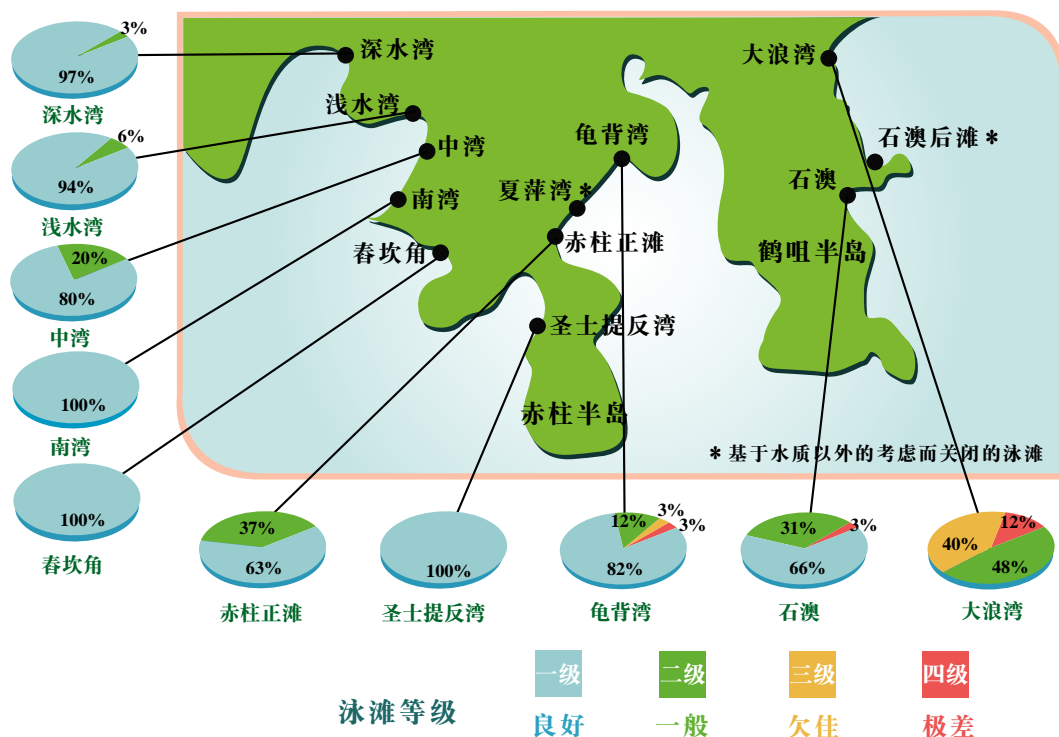 3%
97%
深水湾
6%
94%
浅水湾
20%
80%
中湾
100%
南湾
100%
春坎角
深水湾
浅水湾
中湾
南湾
春坎角
龟背湾
夏萍湾*
赤柱正滩
圣士提反湾
赤柱半岛
大浪湾
石澳后滩*
石澳
鹤咀半岛
*基于水质以外的考虑而关闭的泳滩
37%
63%
赤柱正滩
100%
圣士提反湾
12%
3%
3%
82%
龟背湾
31%
3%
66%
石澳
12%
40%
48%
大浪湾
泳滩等级
一级
良好
二级
一般
三级
欠佳
四级
极差